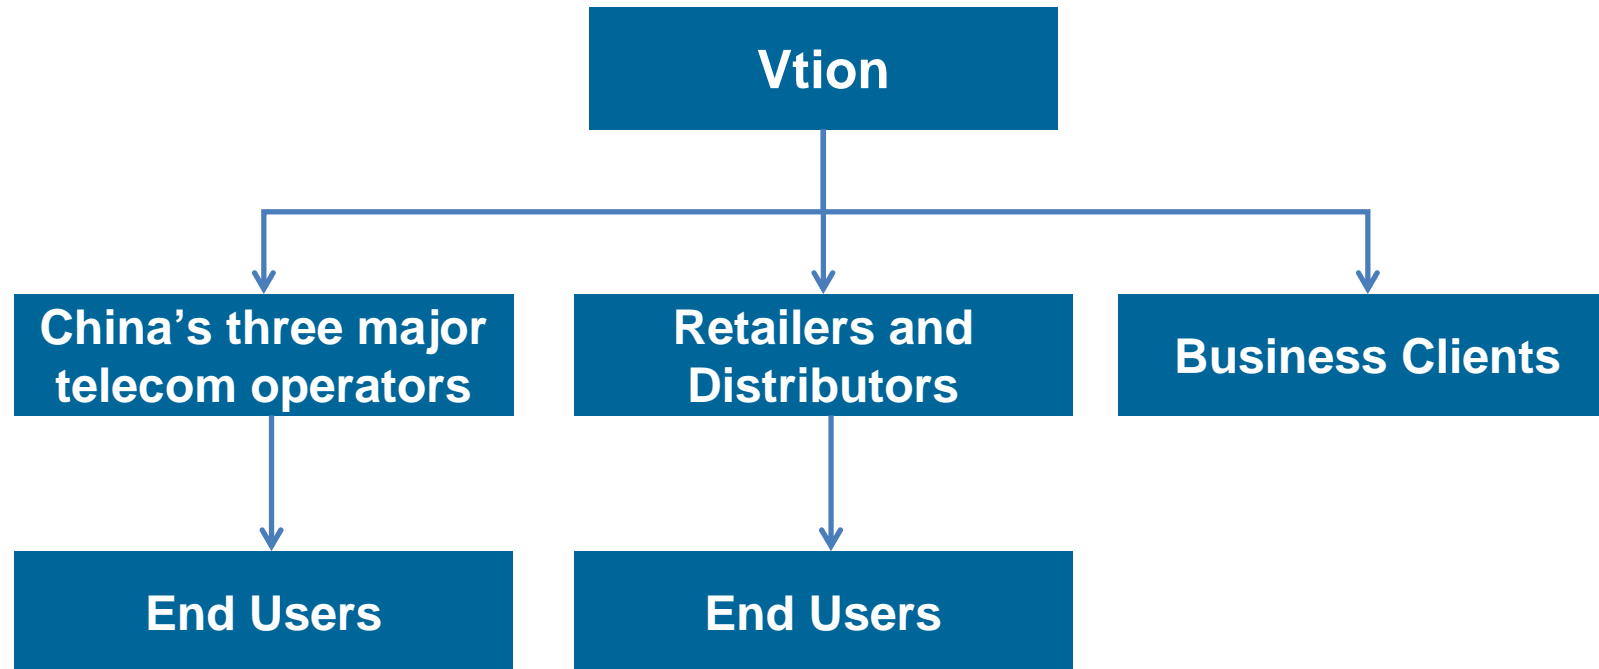 Vtion
China’s three major
telecom operators
Retailers and
Distributors
Business Clients
End Users
End Users